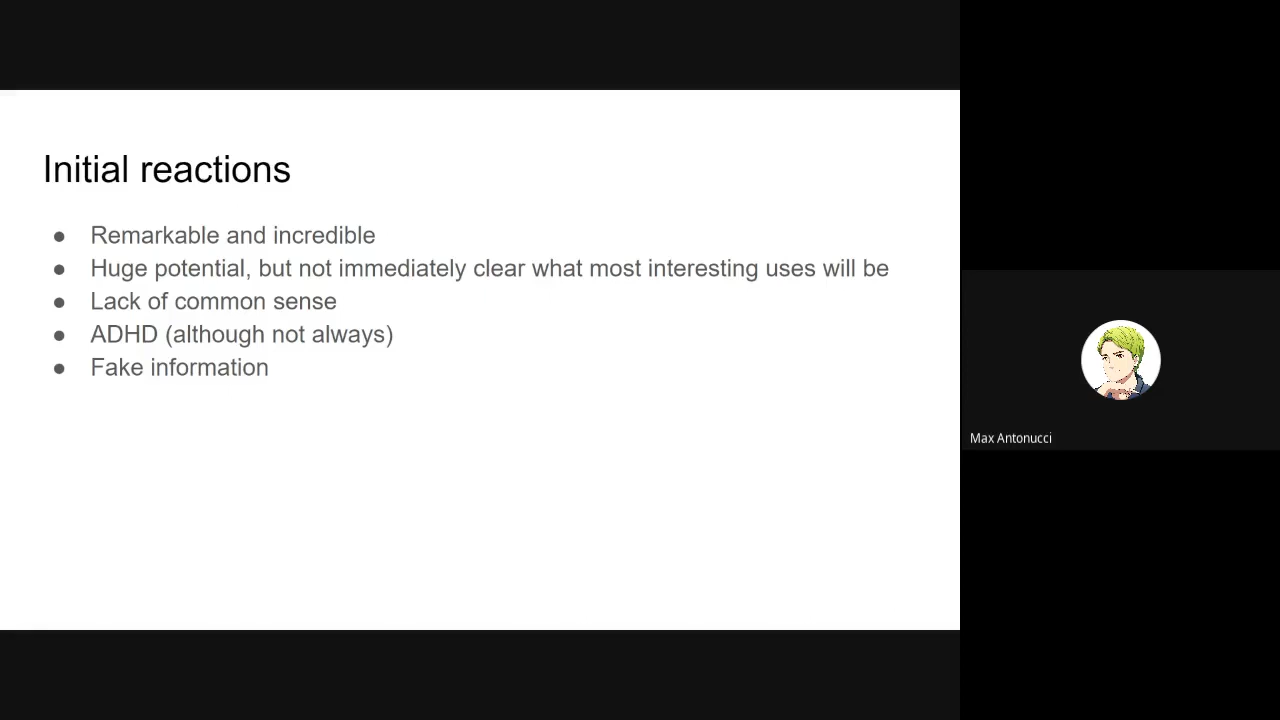 Initial reactions
● Remarkable and incredible
● Huge potential, but not immediately clear what most interesting uses will be
● Lack of common sense
● ADHD (although not always)
● Fake information
Max Antonucci